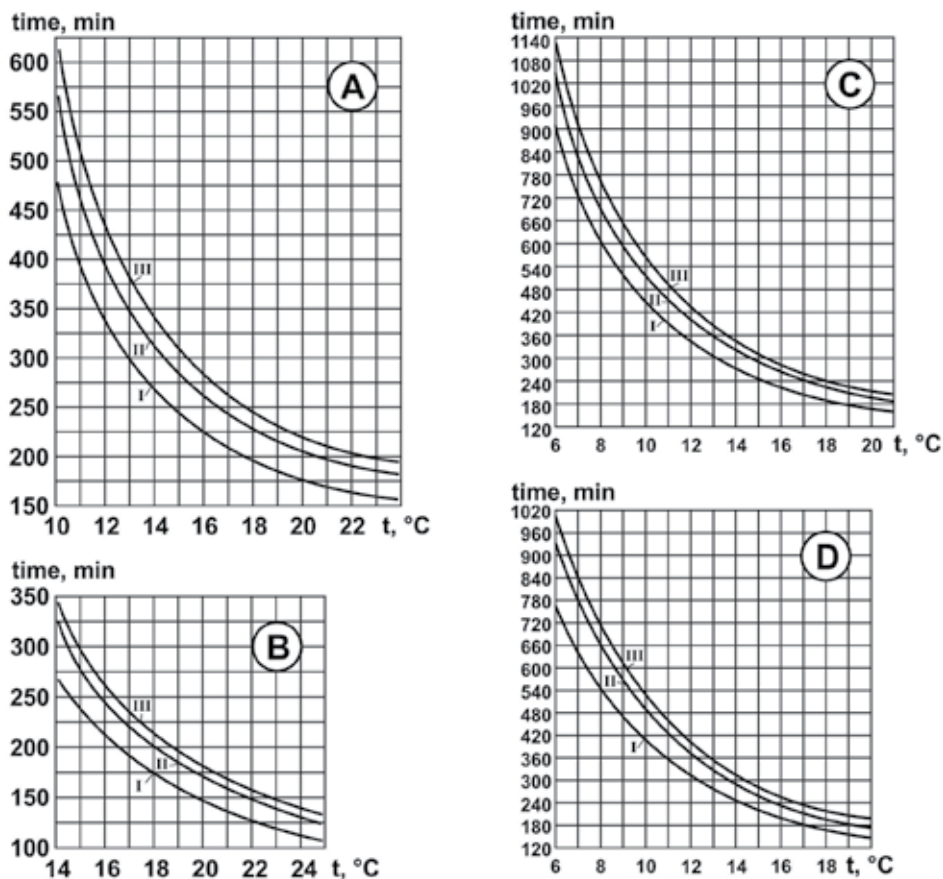 time, min
600
550
500
450
400
350
300
250
200
150
10 12 14 16 18 20 22 t, °C
A
III
II
I
time, min
350
300
250
200
150
100
14 16 18 20 22 24 t, °C
B
III
II
I
time, min
1140
1080
1020
960
900
840
780
720
660
600
540
480
420
360
300
240
180
120
6 8 10 12 14 16 18 20 t, °C
C
III
II
I
time, min
1020
960
900
840
780
720
660
600
540
480
420
360
300
240
180
120
6 8 10 12 14 16 18 t, °C
D
III
II
I